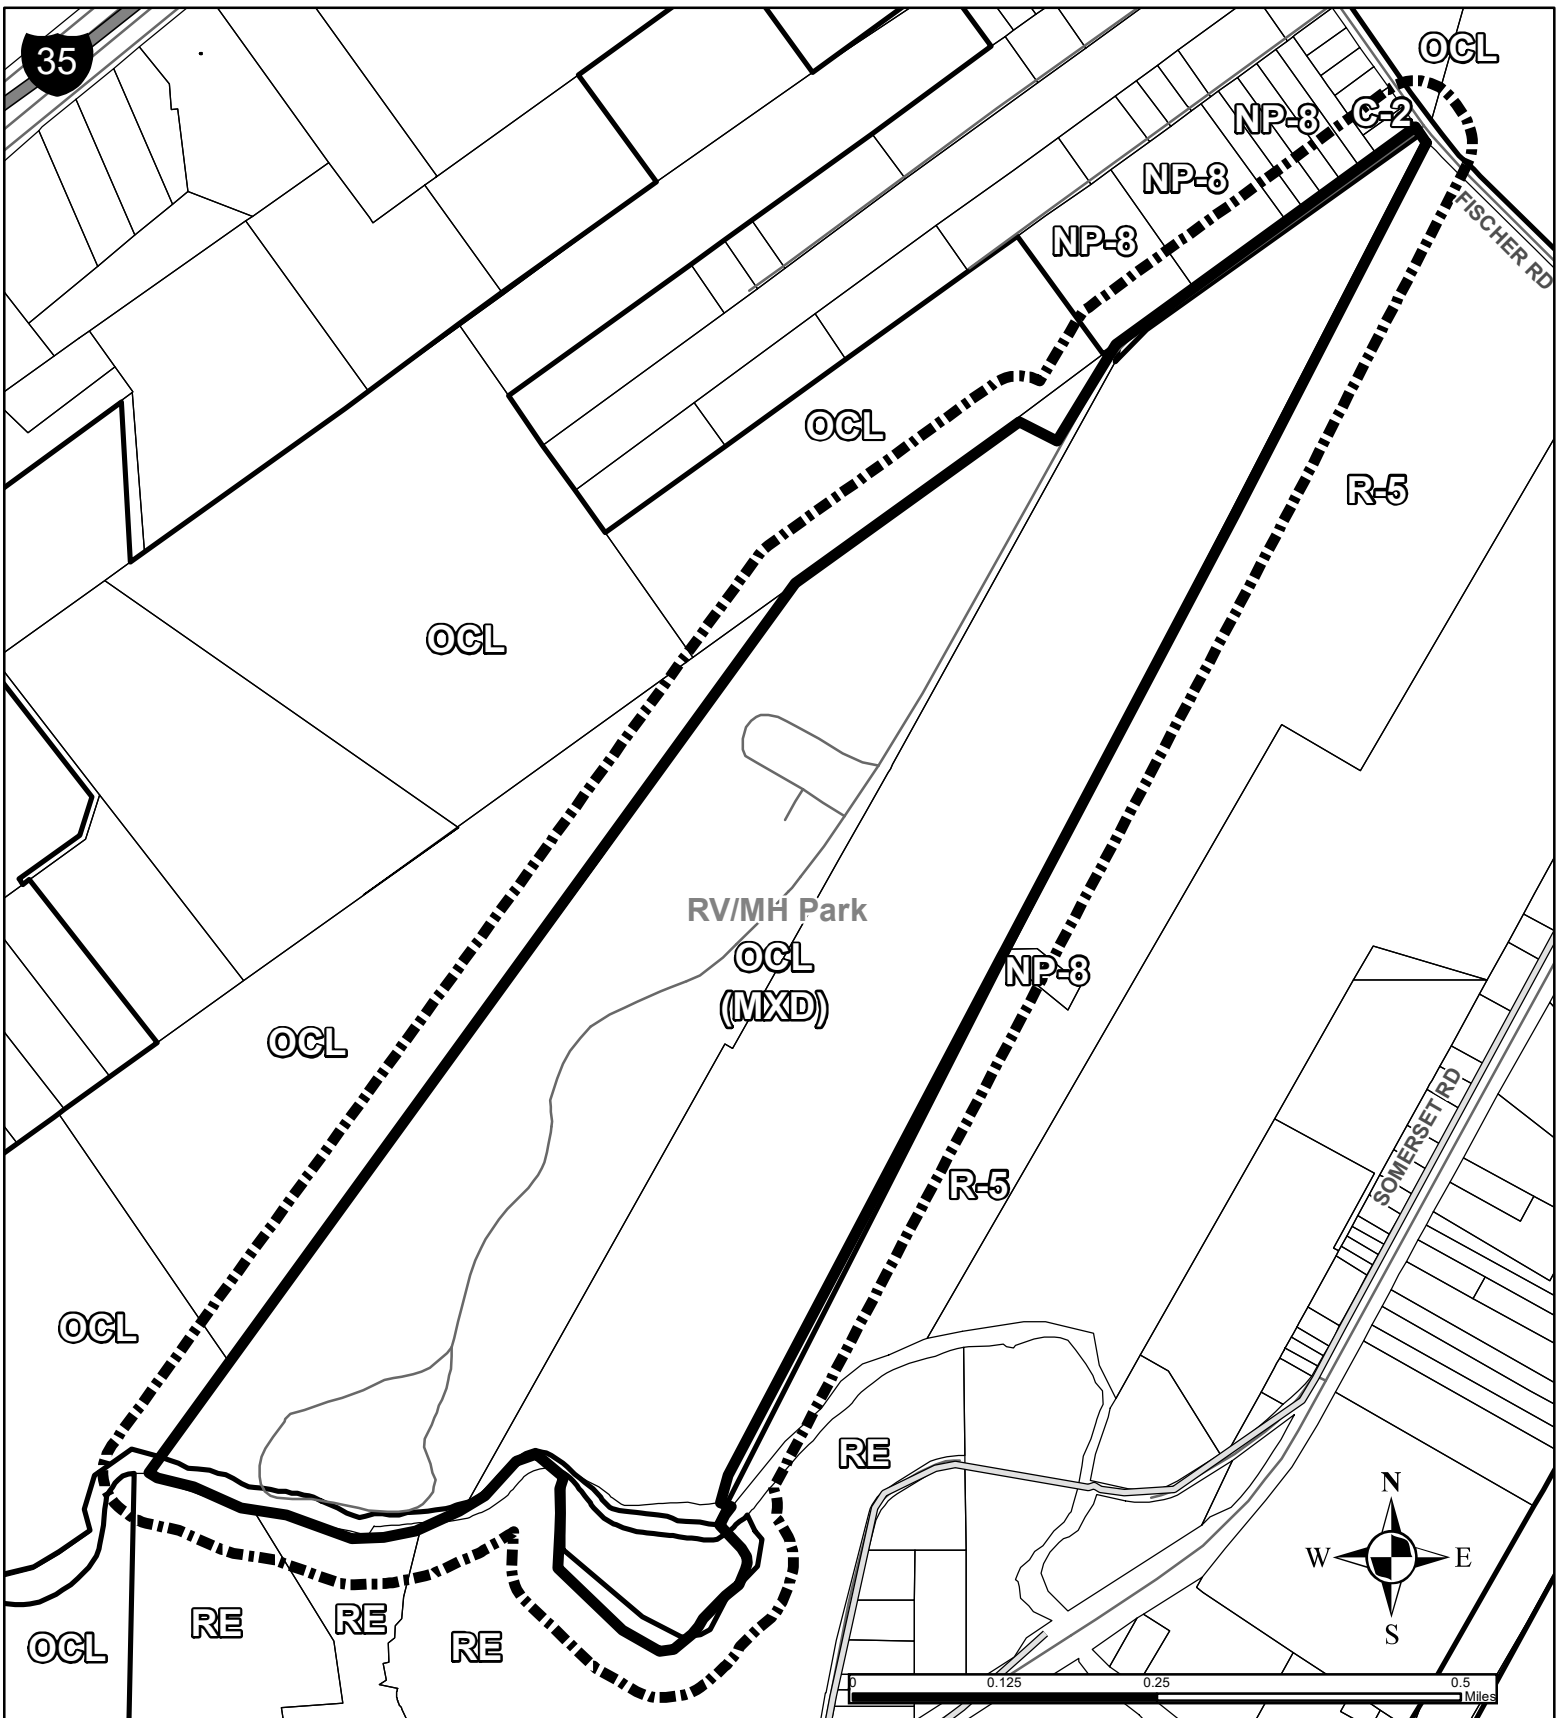 35
OCL
C-2
NP-8
NP-8
NP-8
FISCHER RD
OCL
R-5
OCL
RV/MH Park
OCL
(MXD)
NP-8
OCL
SOMERSET RD
R-5
OCL
RE
N
W E
S
RE
RE
RE
OCL
0 0.125 0.25 0.5
Miles